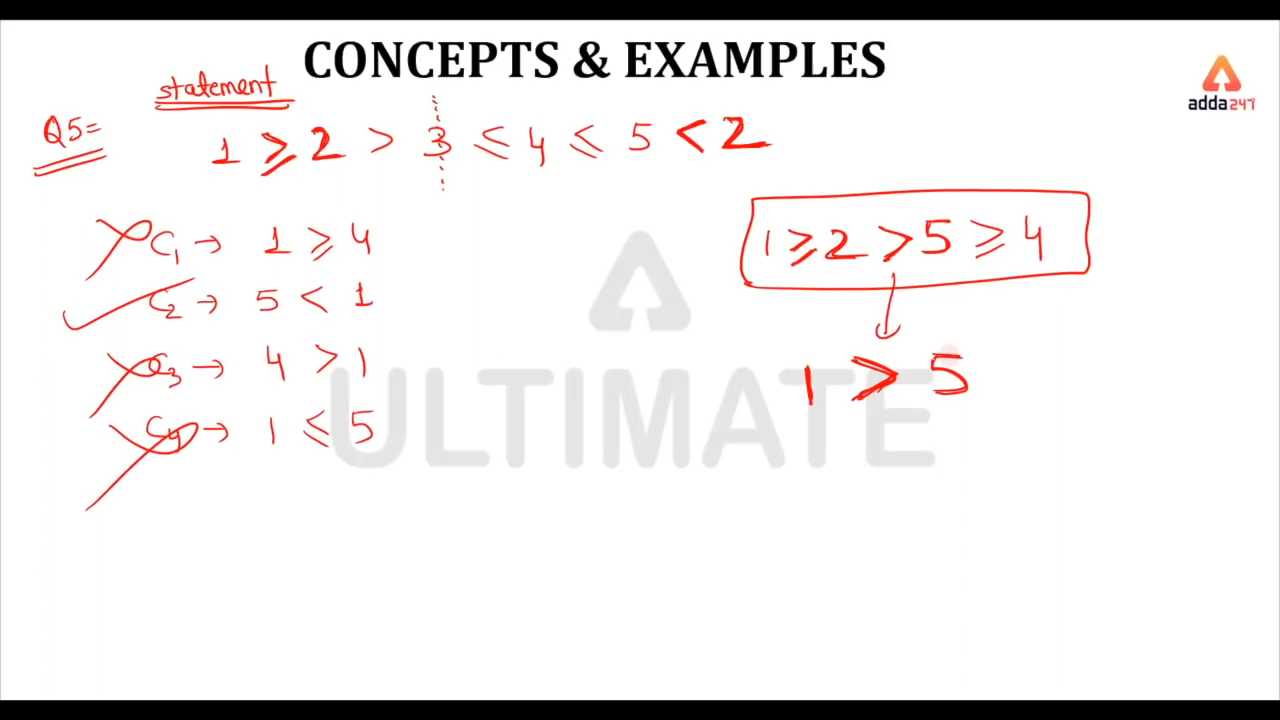 CONCEPTS & EXAMPLES
adda247
statement
Q5=
1 ≥ 2 > 3 ≤ 4 ≤ 5 < 2
C1 → 1 ≥ 4
C2 → 5 < 1
C3 → 4 > 1
C4 → 1 ≤ 5
1 ≥ 2 > 5 ≥ 4
1 > 5
ULTIMATE